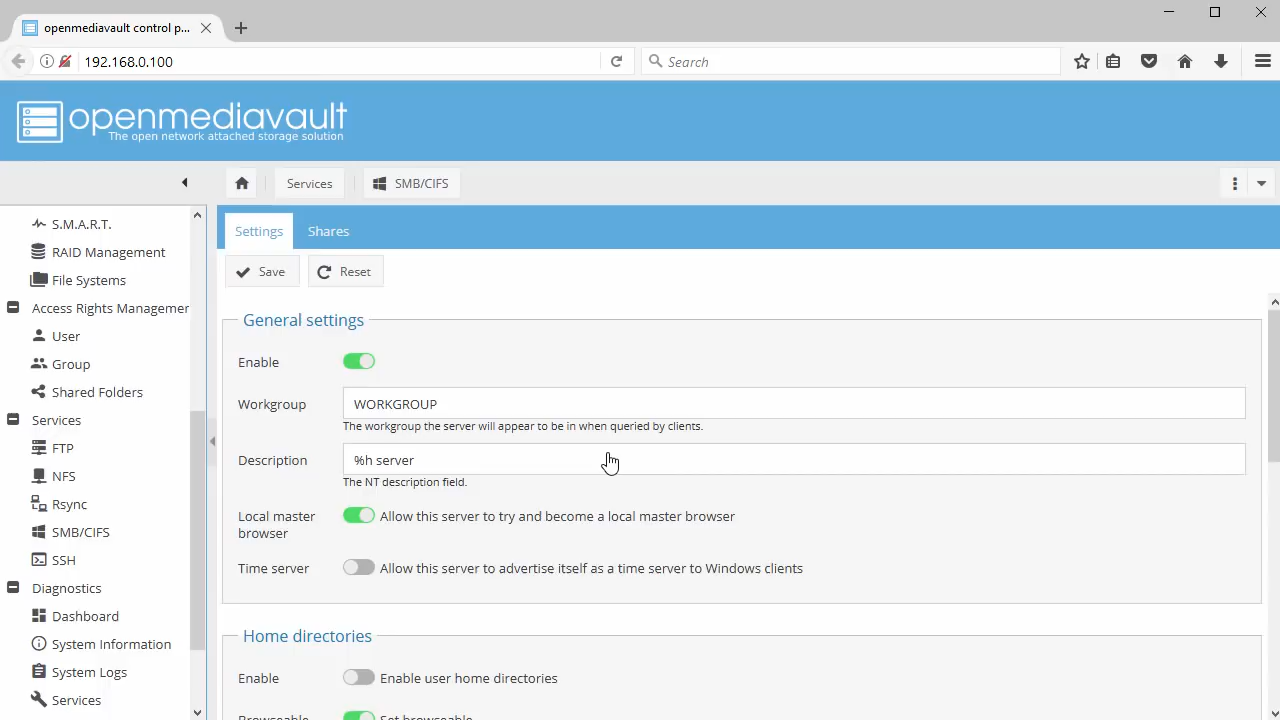 openmediavault control p...
192.168.0.100
Search
openmediavault
The open network attached storage solution
Services
SMB/CIFS
S.M.A.R.T.
RAID Management
File Systems
Access Rights Managemer
User
Group
Shared Folders
Services
FTP
NFS
Rsync
SMB/CIFS
SSH
Diagnostics
Dashboard
System Information
System Logs
Services
Settings
Shares
Save
Reset
General settings
Enable
Workgroup
WORKGROUP
The workgroup the server will appear to be in when queried by clients.
Description
%h server
The NT description field.
Local master
browser
Allow this server to try and become a local master browser
Time server
Allow this server to advertise itself as a time server to Windows clients
Home directories
Enable
Enable user home directories
Browseable
Set browseable